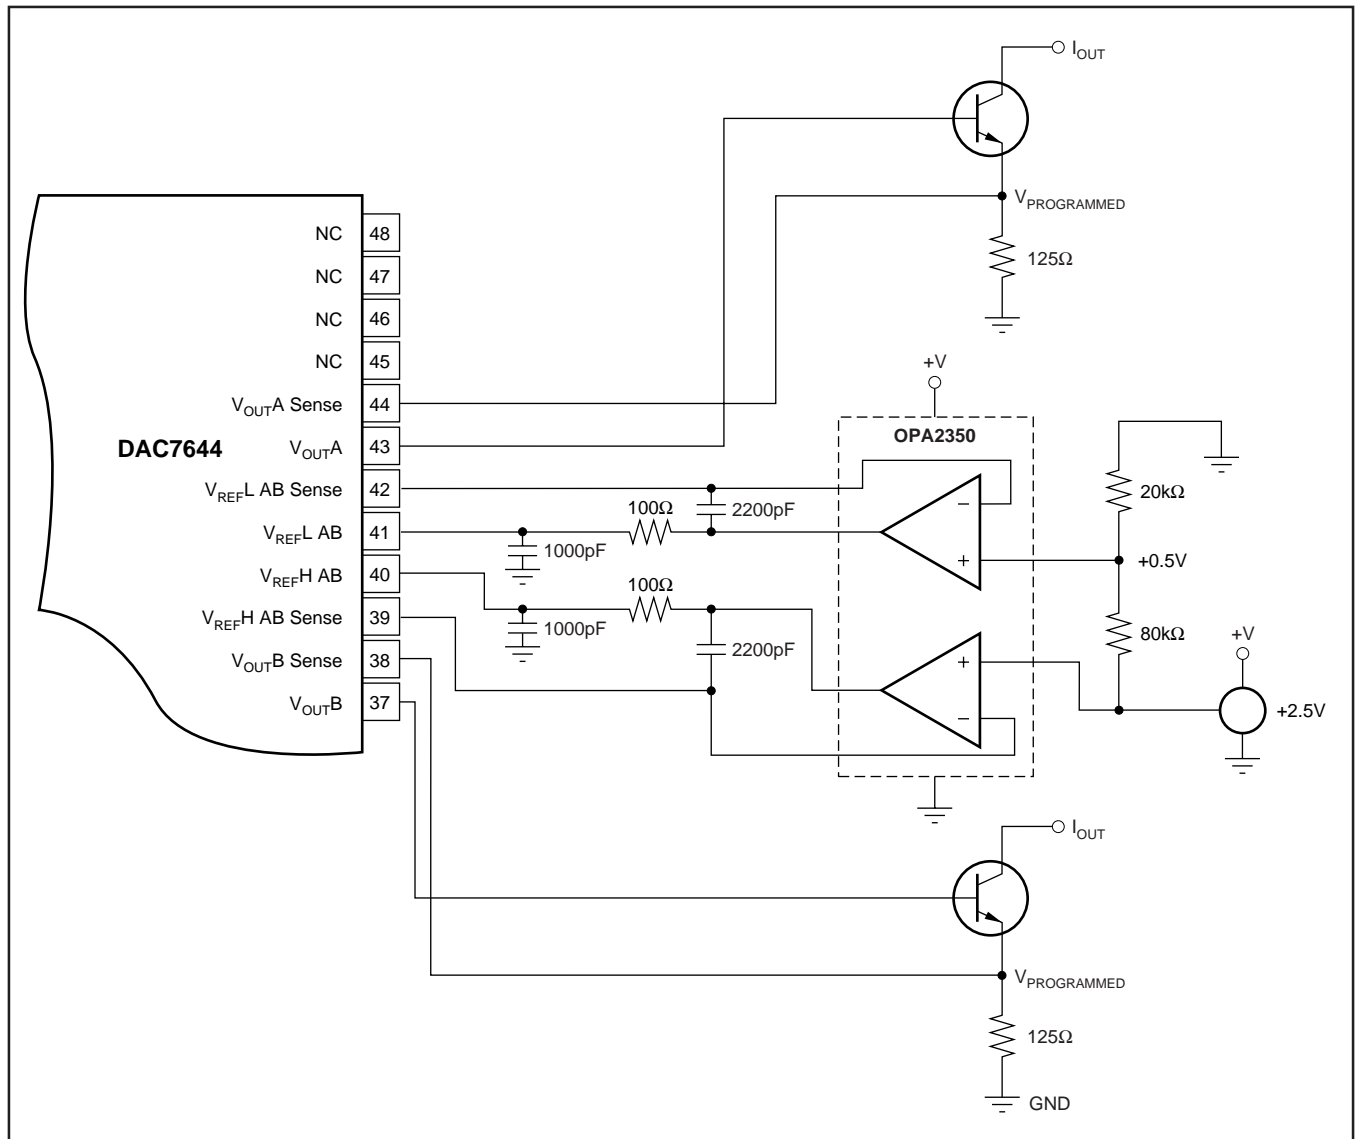 I_OUT
V_PROGRAMMED
125Ω
NC 48
NC 47
NC 46
NC 45
V_OUTA Sense 44
DAC7644
V_OUTA 43
V_REFL AB Sense 42
V_REFL AB 41
V_REFH AB 40
V_REFH AB Sense 39
V_OUTB Sense 38
V_OUTB 37
+V
OPA2350
100Ω
2200pF
1000pF
–
+
20kΩ
+0.5V
100Ω
1000pF
2200pF
+
–
80kΩ
+V
+2.5V
I_OUT
V_PROGRAMMED
125Ω
GND